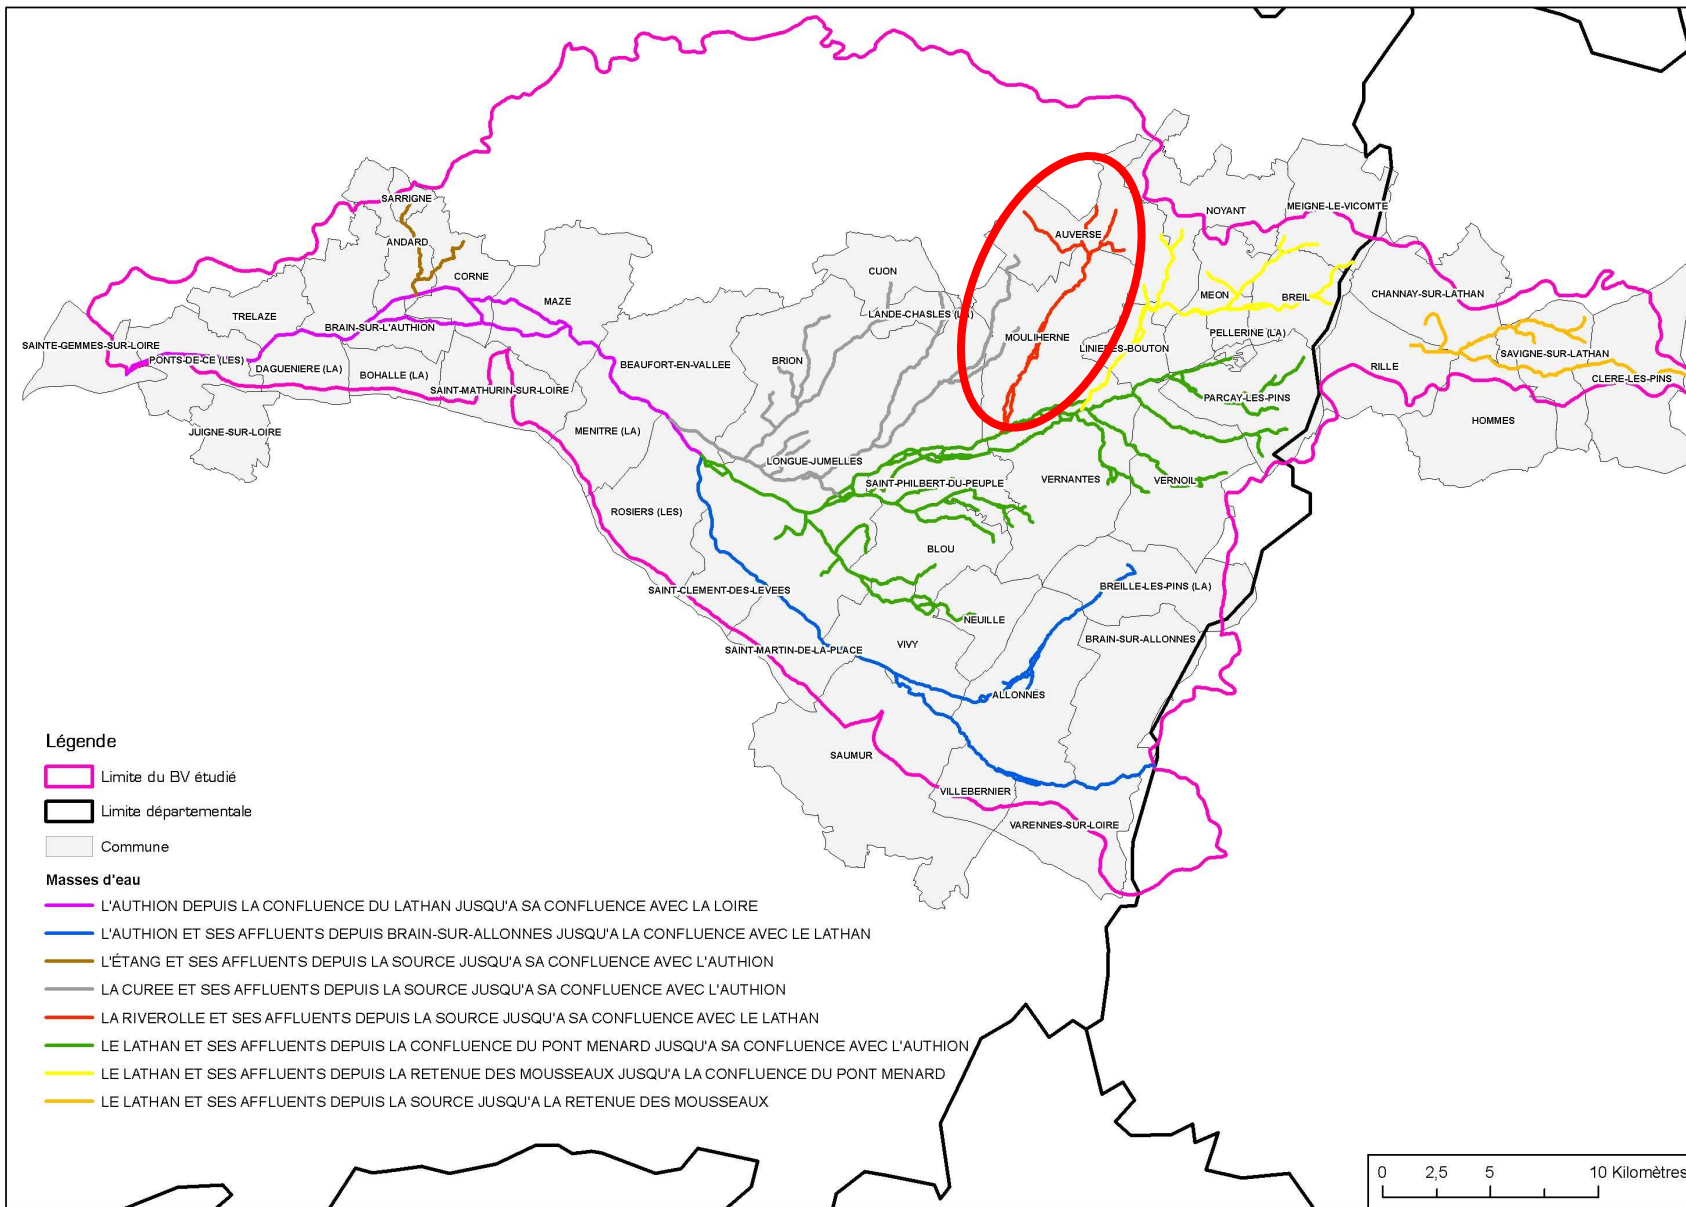 SARRIGNE
NOYANT
MEIGNE-LE-VICOMTE
AUVERSE
ANDARD
CORNE
CUON
MAZE
CHANNAY-SUR-LATHAN
MEON
BREIL
TRELAZE
LANDE-CHASLES (LA)
BRAIN-SUR-L'AUTHION
PELLERINE (LA)
MOULIHERNE
LINIERES-BOUTON
SAINTE-GEMMES-SUR-LOIRE
PONTS-DE-CE (LES)
DAGUENIERE (LA)
BOHALLE (LA)
BEAUFORT-EN-VALLEE
BRION
SAVIGNE-SUR-LATHAN
RILLE
CLERE-LES-PINS
SAINT-MATHURIN-SUR-LOIRE
PARCAY-LES-PINS
HOMMES
JUIGNE-SUR-LOIRE
MENITRE (LA)
LONGUE-JUMELLES
SAINT-PHILBERT-DU-PEUPLE
VERNANTES
VERNOIL
ROSIERS (LES)
BLOU
BREILLE-LES-PINS (LA)
SAINT-CLEMENT-DES-LEVEES
NEUILLE
BRAIN-SUR-ALLONNES
VIVY
SAINT-MARTIN-DE-LA-PLACE
ALLONNES
SAUMUR
VILLEBERNIER
VARENNES-SUR-LOIRE
Légende
Limite du BV étudié
Limite départementale
Commune
Masses d'eau
L'AUTHION DEPUIS LA CONFLUENCE DU LATHAN JUSQU'A SA CONFLUENCE AVEC LA LOIRE
L'AUTHION ET SES AFFLUENTS DEPUIS BRAIN-SUR-ALLONNES JUSQU'A LA CONFLUENCE AVEC LE LATHAN
L'ÉTANG ET SES AFFLUENTS DEPUIS LA SOURCE JUSQU'A SA CONFLUENCE AVEC L'AUTHION
LA CUREE ET SES AFFLUENTS DEPUIS LA SOURCE JUSQU'A SA CONFLUENCE AVEC L'AUTHION
LA RIVEROLLE ET SES AFFLUENTS DEPUIS LA SOURCE JUSQU'A SA CONFLUENCE AVEC LE LATHAN
LE LATHAN ET SES AFFLUENTS DEPUIS LA CONFLUENCE DU PONT MENARD JUSQU'A SA CONFLUENCE AVEC L'AUTHION
LE LATHAN ET SES AFFLUENTS DEPUIS LA RETENUE DES MOUSSEAUX JUSQU'A LA CONFLUENCE DU PONT MENARD
LE LATHAN ET SES AFFLUENTS DEPUIS LA SOURCE JUSQU'A LA RETENUE DES MOUSSEAUX
0 2,5 5 10 Kilomètres